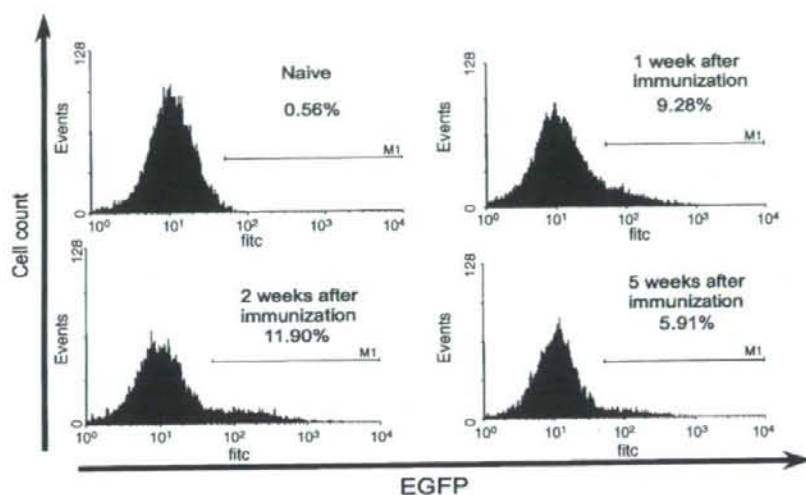 128
Naive
0.56%
Events
M1
0
10⁰ 10¹ 10² 10³ 10⁴
fitc
128
1 week after
immunization
9.28%
Events
M1
0
10⁰ 10¹ 10² 10³ 10⁴
fitc
128
2 weeks after
immunization
11.90%
Events
M1
0
10⁰ 10¹ 10² 10³ 10⁴
fitc
128
5 weeks after
immunization
5.91%
Events
M1
0
10⁰ 10¹ 10² 10³ 10⁴
fitc
Cell count
EGFP